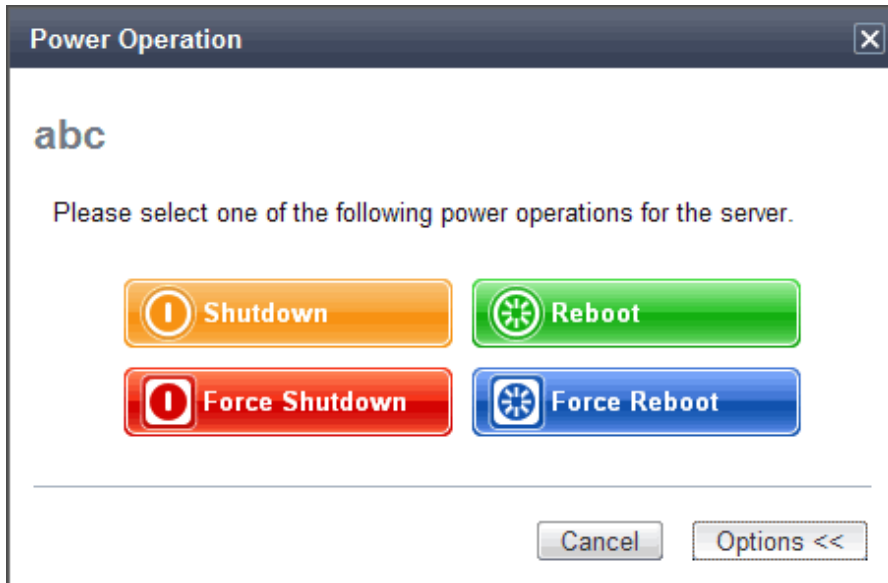 Power Operation
abc
Please select one of the following power operations for the server.
Shutdown
Reboot
Force Shutdown
Force Reboot
Cancel
Options <<